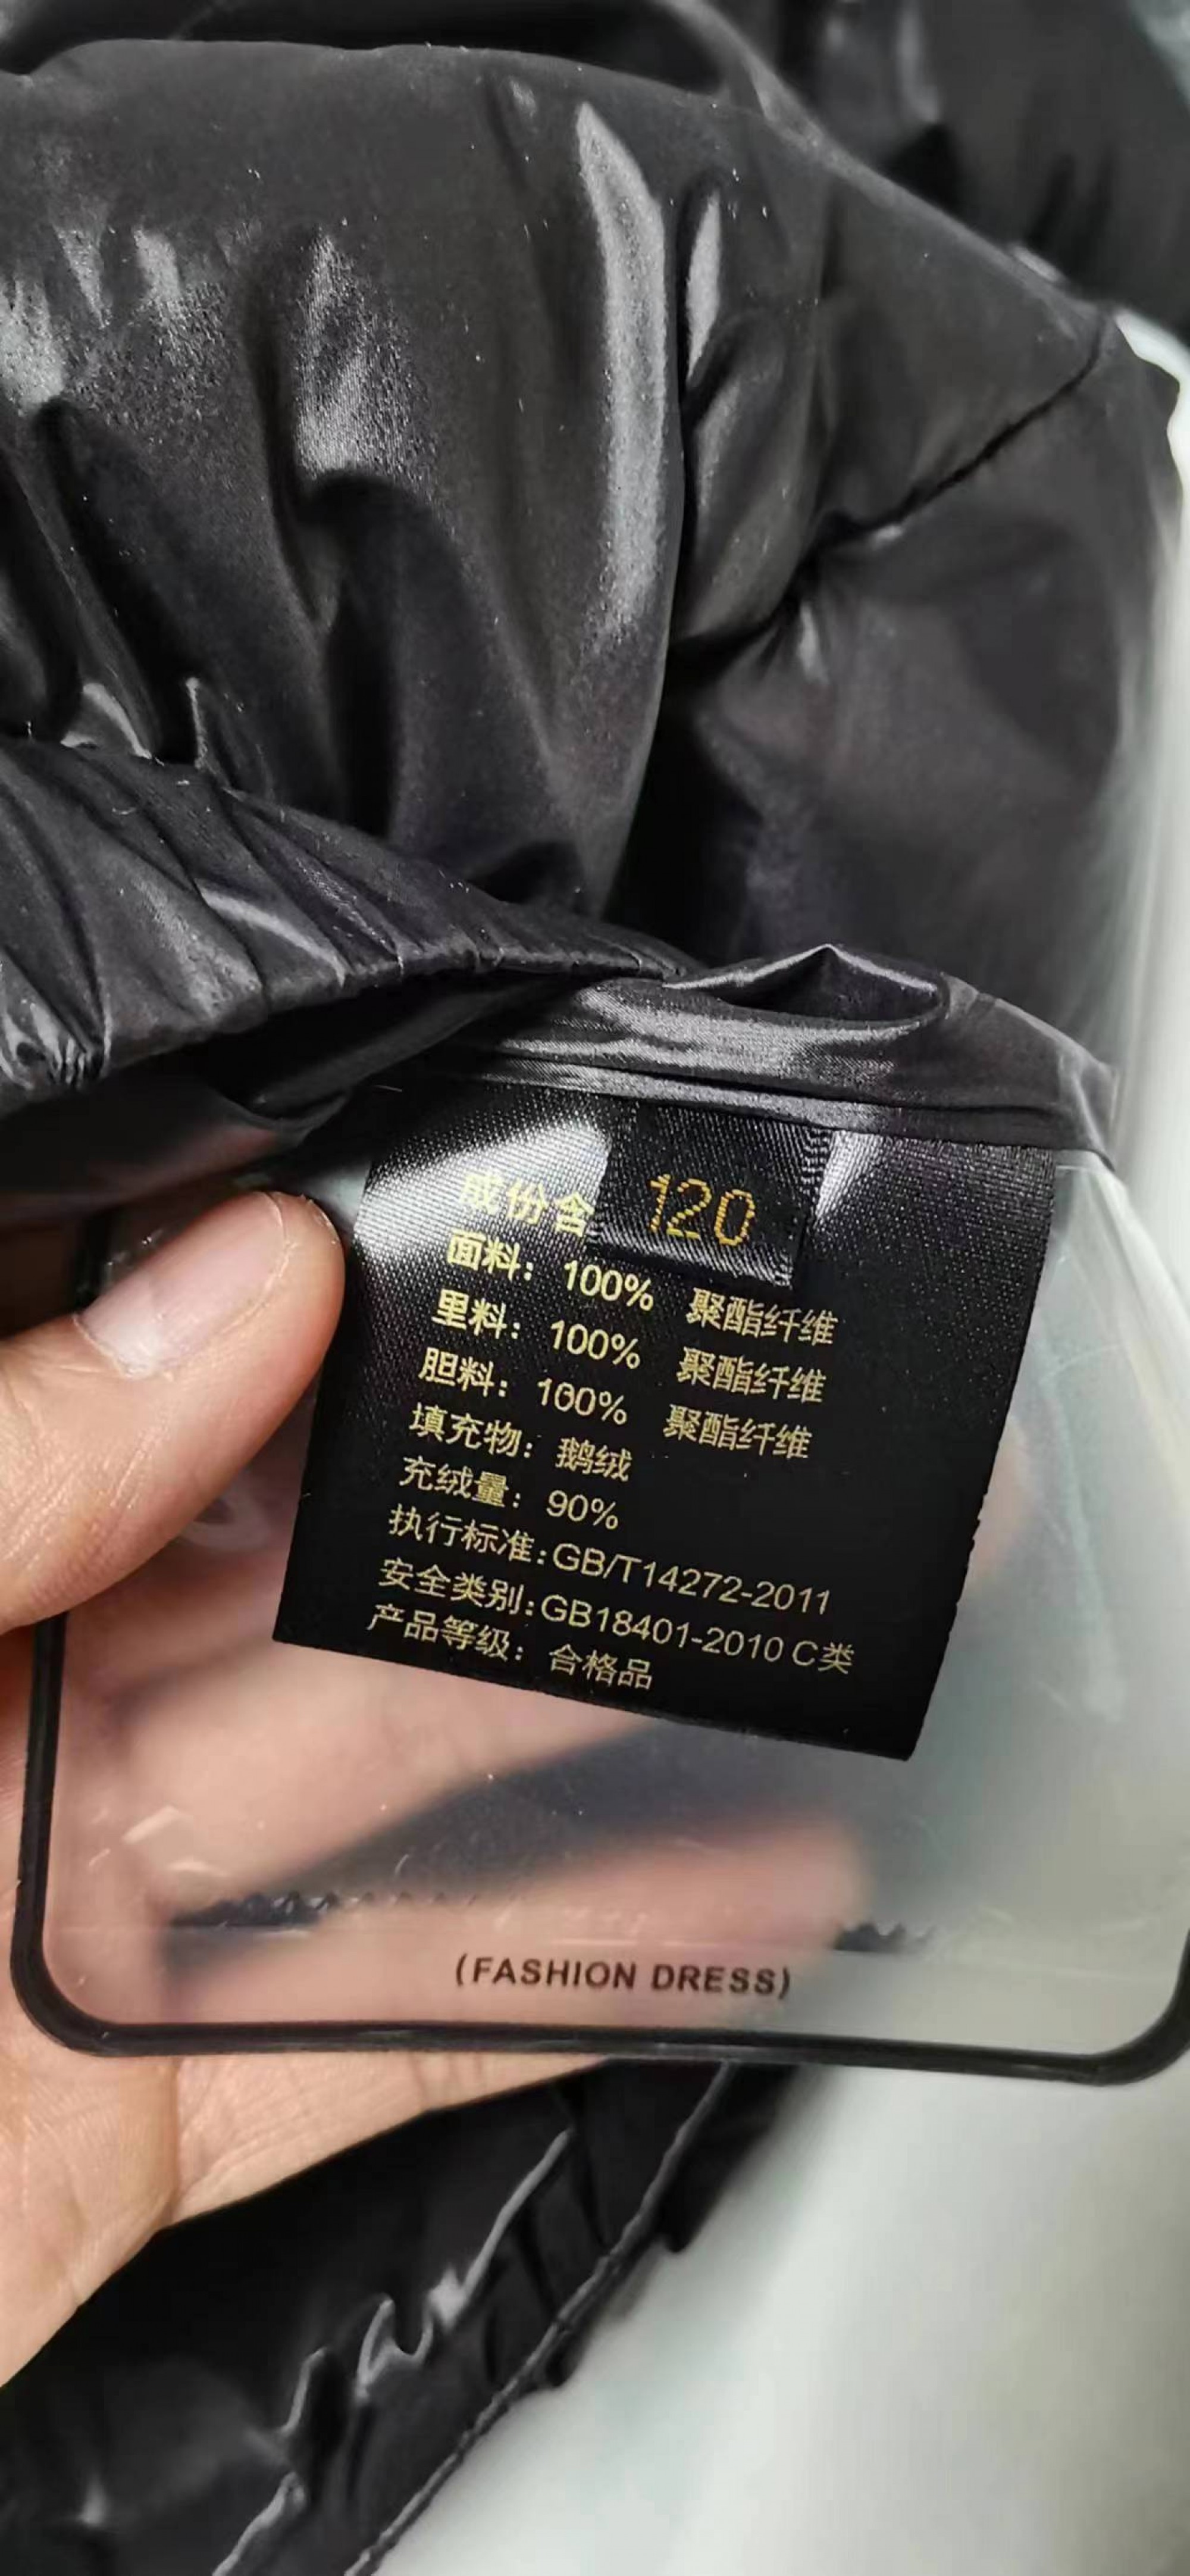 120
成份含
面料：100% 聚酯纤维
里料：100% 聚酯纤维
胆料：100% 聚酯纤维
填充物：鹅绒
充绒量：90%
执行标准：GB/T14272-2011
安全类别：GB18401-2010 C类
产品等级：合格品
(FASHION DRESS)